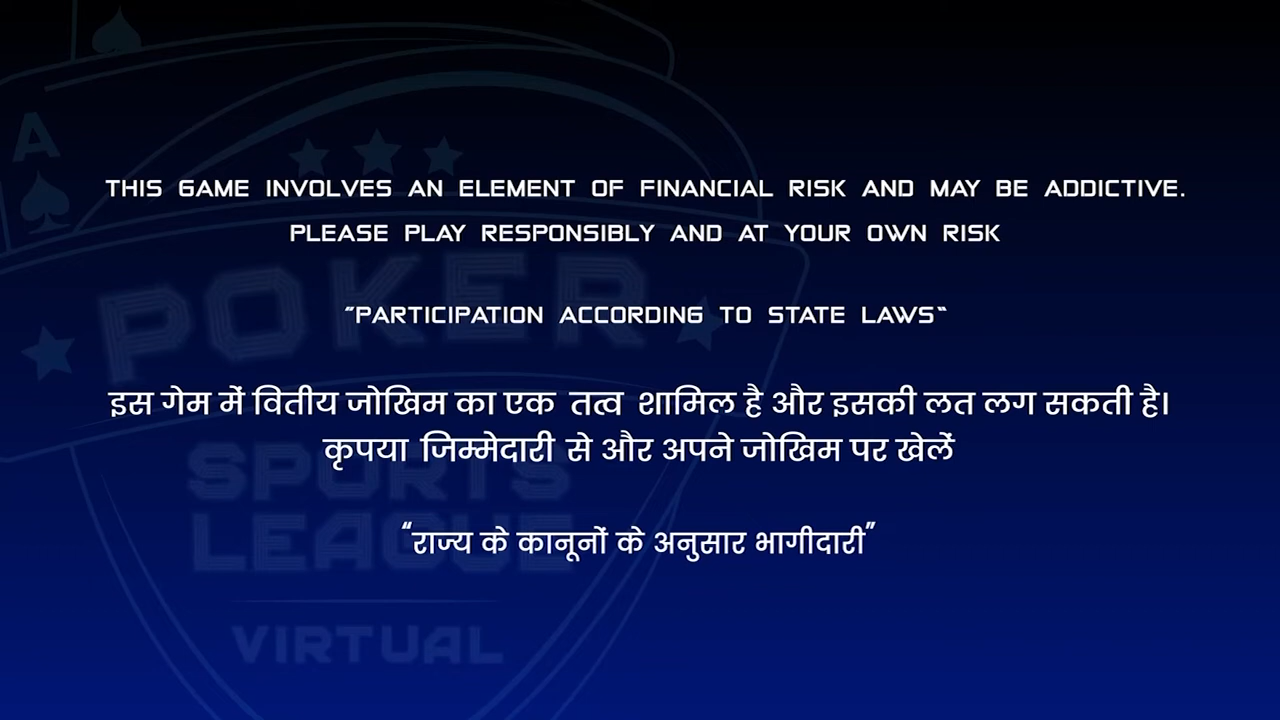 A
THIS GAME INVOLVES AN ELEMENT OF FINANCIAL RISK AND MAY BE ADDICTIVE.
PLEASE PLAY RESPONSIBLY AND AT YOUR OWN RISK
POKER
"PARTICIPATION ACCORDING TO STATE LAWS"
इस गेम में वितीय जोखिम का एक तत्व शामिल है और इसकी लत लग सकती है।
कृपया जिम्मेदारी से और अपने जोखिम पर खेलें
SPORTS
LEAGUE
“राज्य के कानूनों के अनुसार भागीदारी”
VIRTUAL